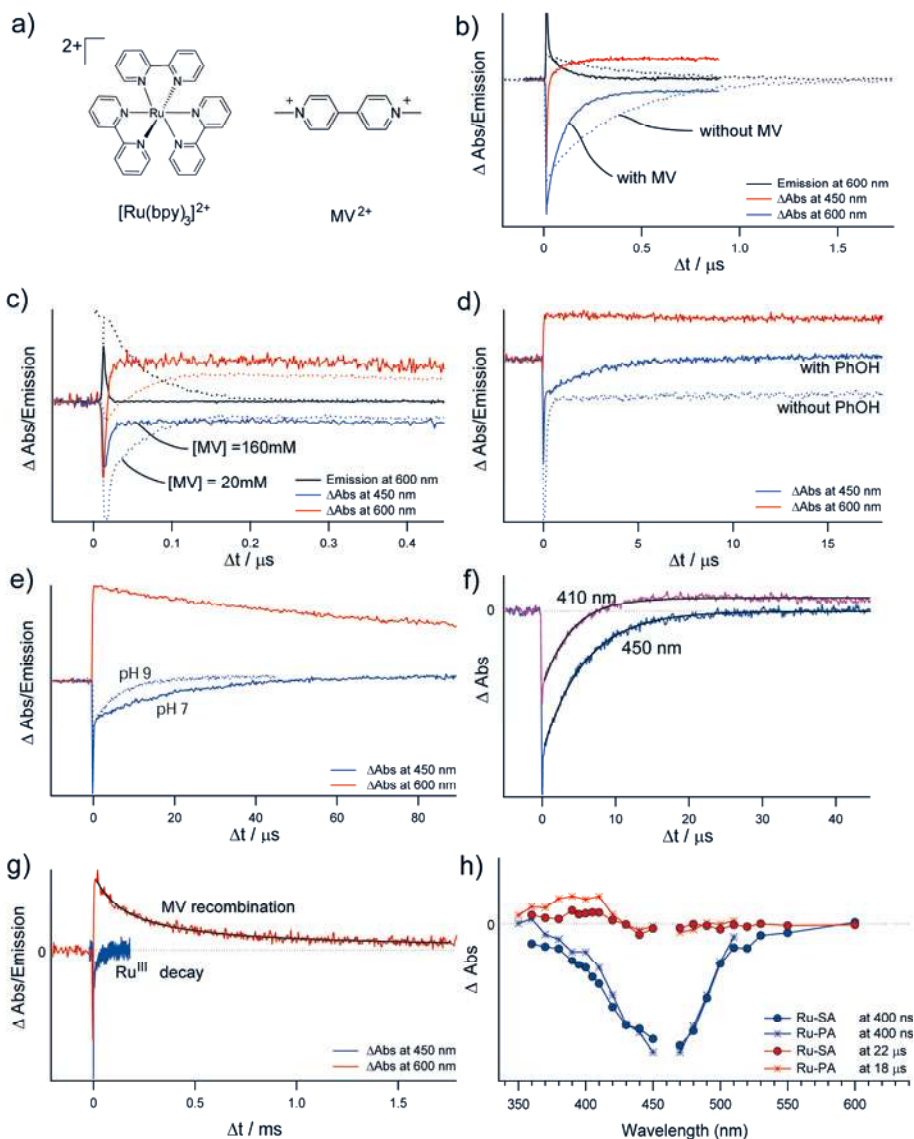 a)
2+
N
N
N
Ru
N
N
N
[Ru(bpy)3]2+
+
N
+
N
MV2+
b)
Δ Abs/Emission
without MV
with MV
Emission at 600 nm
ΔAbs at 450 nm
ΔAbs at 600 nm
0 0.5 1.0 1.5
Δt / μs
c)
Δ Abs/Emission
[MV] =160mM
[MV] = 20mM
Emission at 600 nm
ΔAbs at 450 nm
ΔAbs at 600 nm
0 0.1 0.2 0.3 0.4
Δt / μs
d)
Δ Abs/Emission
with PhOH
without PhOH
ΔAbs at 450 nm
ΔAbs at 600 nm
0 5 10 15
Δt / μs
e)
Δ Abs/Emission
pH 9
pH 7
ΔAbs at 450 nm
ΔAbs at 600 nm
0 20 40 60 80
Δt / μs
f)
Δ Abs
0
410 nm
450 nm
0 10 20 30 40
Δt / μs
g)
Δ Abs/Emission
0
MV recombination
RuIII decay
ΔAbs at 450 nm
ΔAbs at 600 nm
0 0.5 1.0 1.5
Δt / ms
h)
Δ Abs
0
Ru-SA at 400 ns
Ru-PA at 400 ns
Ru-SA at 22 μs
Ru-PA at 18 μs
350 400 450 500 550 600
Wavelength (nm)